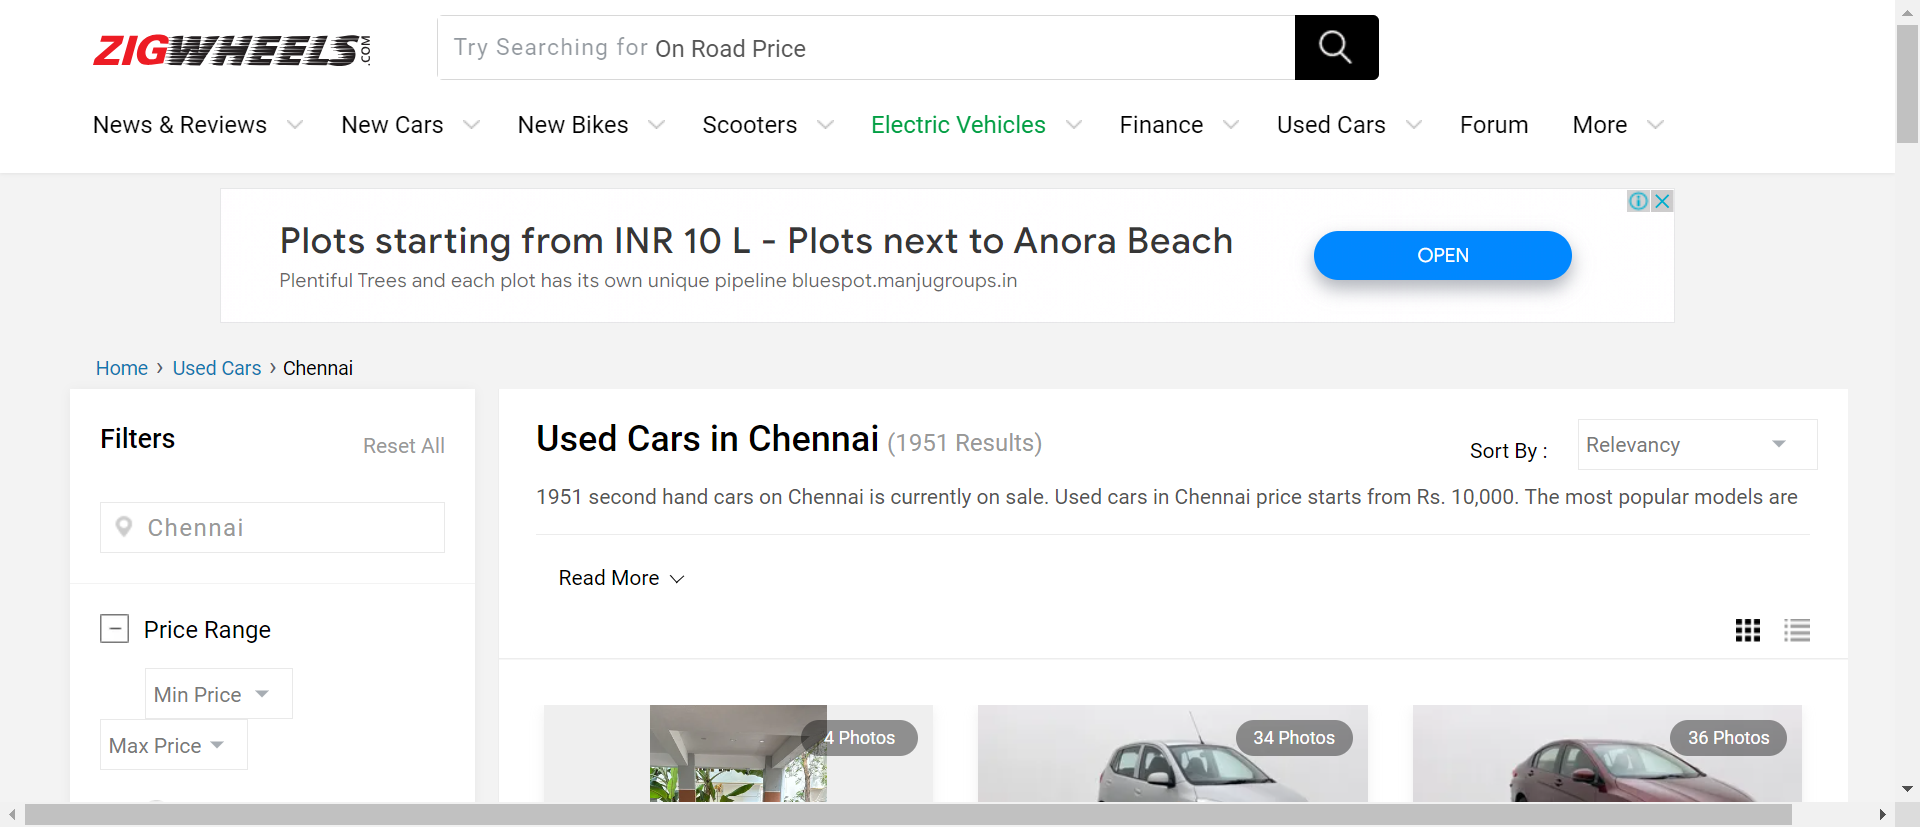 ZIGWHEELS.COM
Try Searching for On Road Price
News & Reviews New Cars New Bikes Scooters Electric Vehicles Finance Used Cars Forum More
Plots starting from INR 10 L - Plots next to Anora Beach
Plentiful Trees and each plot has its own unique pipeline bluespot.manjugroups.in
OPEN
Home › Used Cars › Chennai
Filters
Reset All
Chennai
Price Range
Min Price
Max Price
Used Cars in Chennai (1951 Results)
Sort By :
Relevancy
1951 second hand cars on Chennai is currently on sale. Used cars in Chennai price starts from Rs. 10,000. The most popular models are
Read More
4 Photos
34 Photos
36 Photos